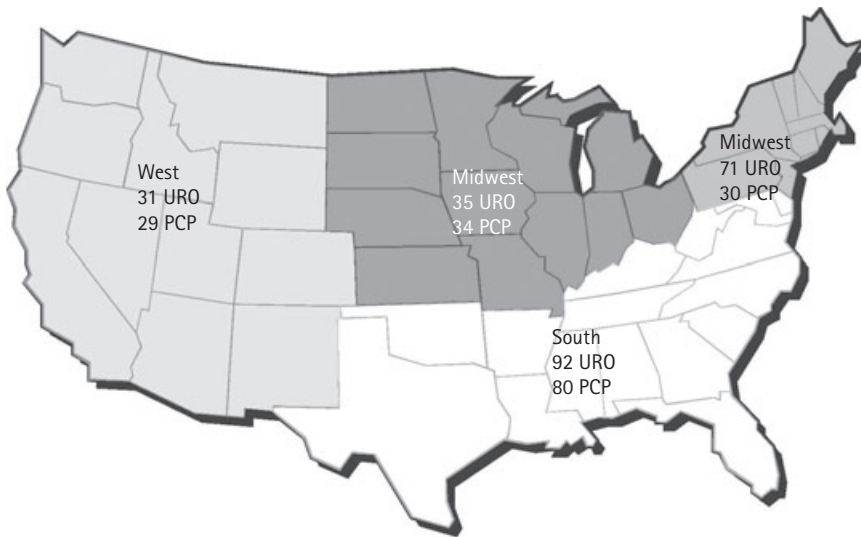 West
31 URO
29 PCP
Midwest
35 URO
34 PCP
Midwest
71 URO
30 PCP
South
92 URO
80 PCP